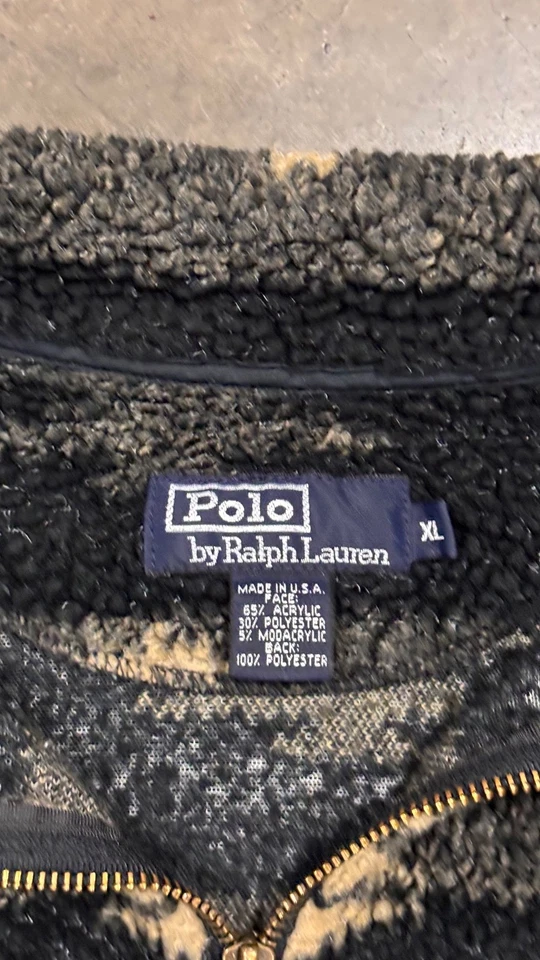 Polo
by Ralph Lauren
XL
MADE IN U.S.A.
FACE:
65% ACRYLIC
30% POLYESTER
5% MODACRYLIC
BACK:
100% POLYESTER